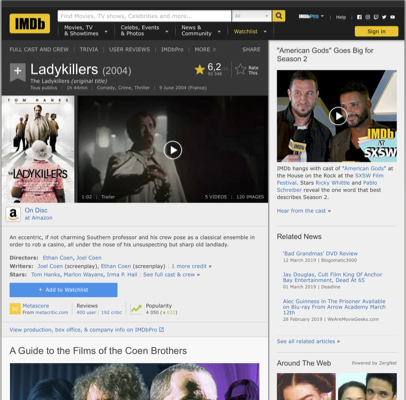 IMDb
Find Movies, TV shows, Celebrities and more...
All
IMDbPro
Help
Movies, TV
& Showtimes
Celebs, Events
& Photos
News &
Community
Watchlist
Sign in
FULL CAST AND CREW | TRIVIA | USER REVIEWS | IMDbPro | MORE
SHARE
Ladykillers (2004)
The Ladykillers (original title)
Tous publics | 1h 44min | Comedy, Crime, Thriller | 9 June 2004 (France)
6,2
Rate
This
TOM HANKS
THE
LADYKILLERS
1:02 | Trailer
5 VIDEOS | 120 IMAGES
On Disc
at Amazon
An eccentric, if not charming Southern professor and his crew pose as a classical ensemble in
order to rob a casino, all under the nose of his unsuspecting but sharp old landlady.
Directors: Ethan Coen, Joel Coen
Writers: Joel Coen (screenplay), Ethan Coen (screenplay) | 1 more credit »
Stars: Tom Hanks, Marlon Wayans, Irma P. Hall | See full cast & crew »
+ Add to Watchlist
Metascore
From metacritic.com
Reviews
400 user | 192 critic
Popularity
View production, box office, & company info on IMDbPro
A Guide to the Films of the Coen Brothers
"American Gods" Goes Big for
Season 2
IMDb
AT
SXSW
IMDb hangs with cast of "American Gods" at
the House on the Rock at the SXSW Film
Festival. Stars Ricky Whittle and Pablo
Schreiber reveal the one word that best
describes Season 2.
Hear from the cast »
Related News
'Bad Grandmas' DVD Review
12 March 2019 | Blogomatic3000
Jay Douglas, Cult Film King Of Anchor
Bay Entertainment, Dead At 65
01 March 2019 | Deadline
Alec Guinness in The Prisoner Available
on Blu-ray From Arrow Academy March
12th
28 February 2019 | WeAreMovieGeeks.com
See all related articles »
Around The Web
Powered by ZergNet